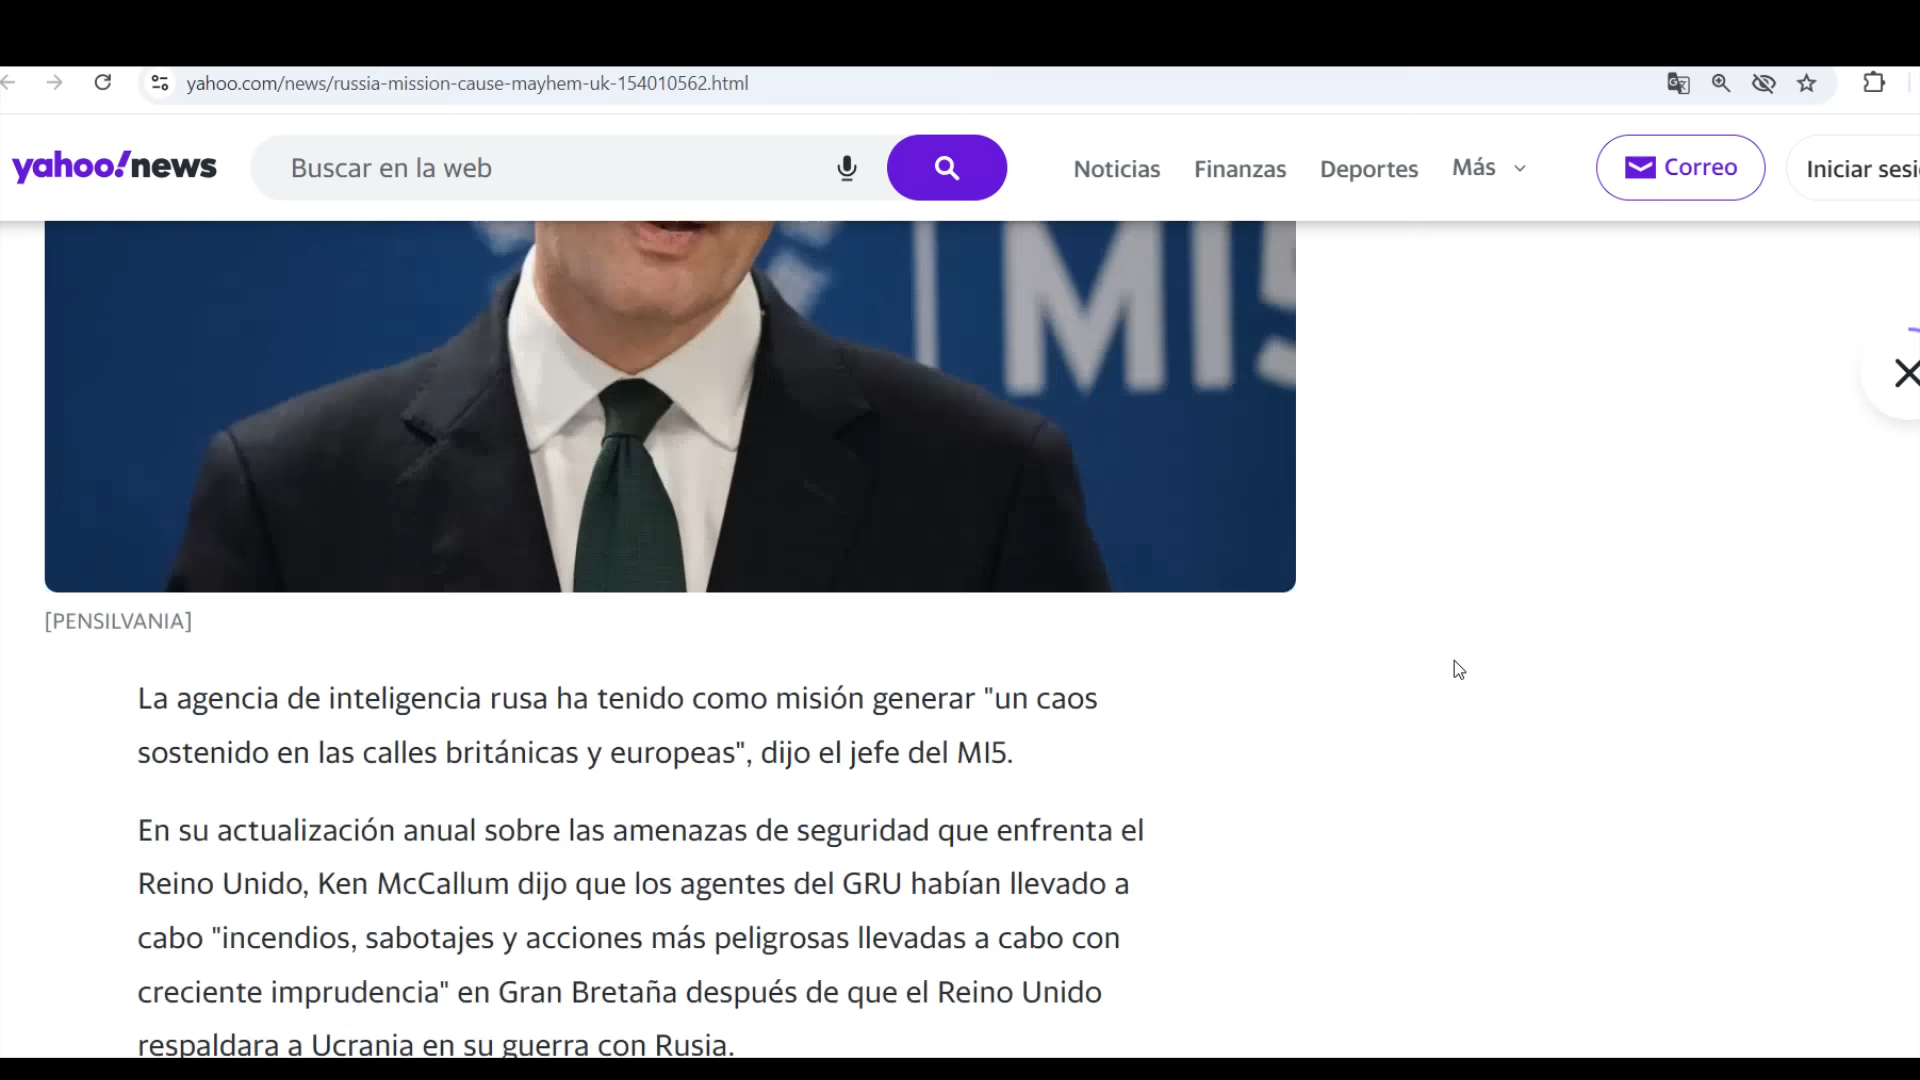 yahoo.com/news/russia-mission-cause-mayhem-uk-154010562.html
yahoo!news
Buscar en la web
Noticias
Finanzas
Deportes
Más
Correo
Iniciar sesi
MI5
[PENSILVANIA]
La agencia de inteligencia rusa ha tenido como misión generar "un caos
sostenido en las calles británicas y europeas", dijo el jefe del MI5.
En su actualización anual sobre las amenazas de seguridad que enfrenta el
Reino Unido, Ken McCallum dijo que los agentes del GRU habían llevado a
cabo "incendios, sabotajes y acciones más peligrosas llevadas a cabo con
creciente imprudencia" en Gran Bretaña después de que el Reino Unido
respaldara a Ucrania en su guerra con Rusia.